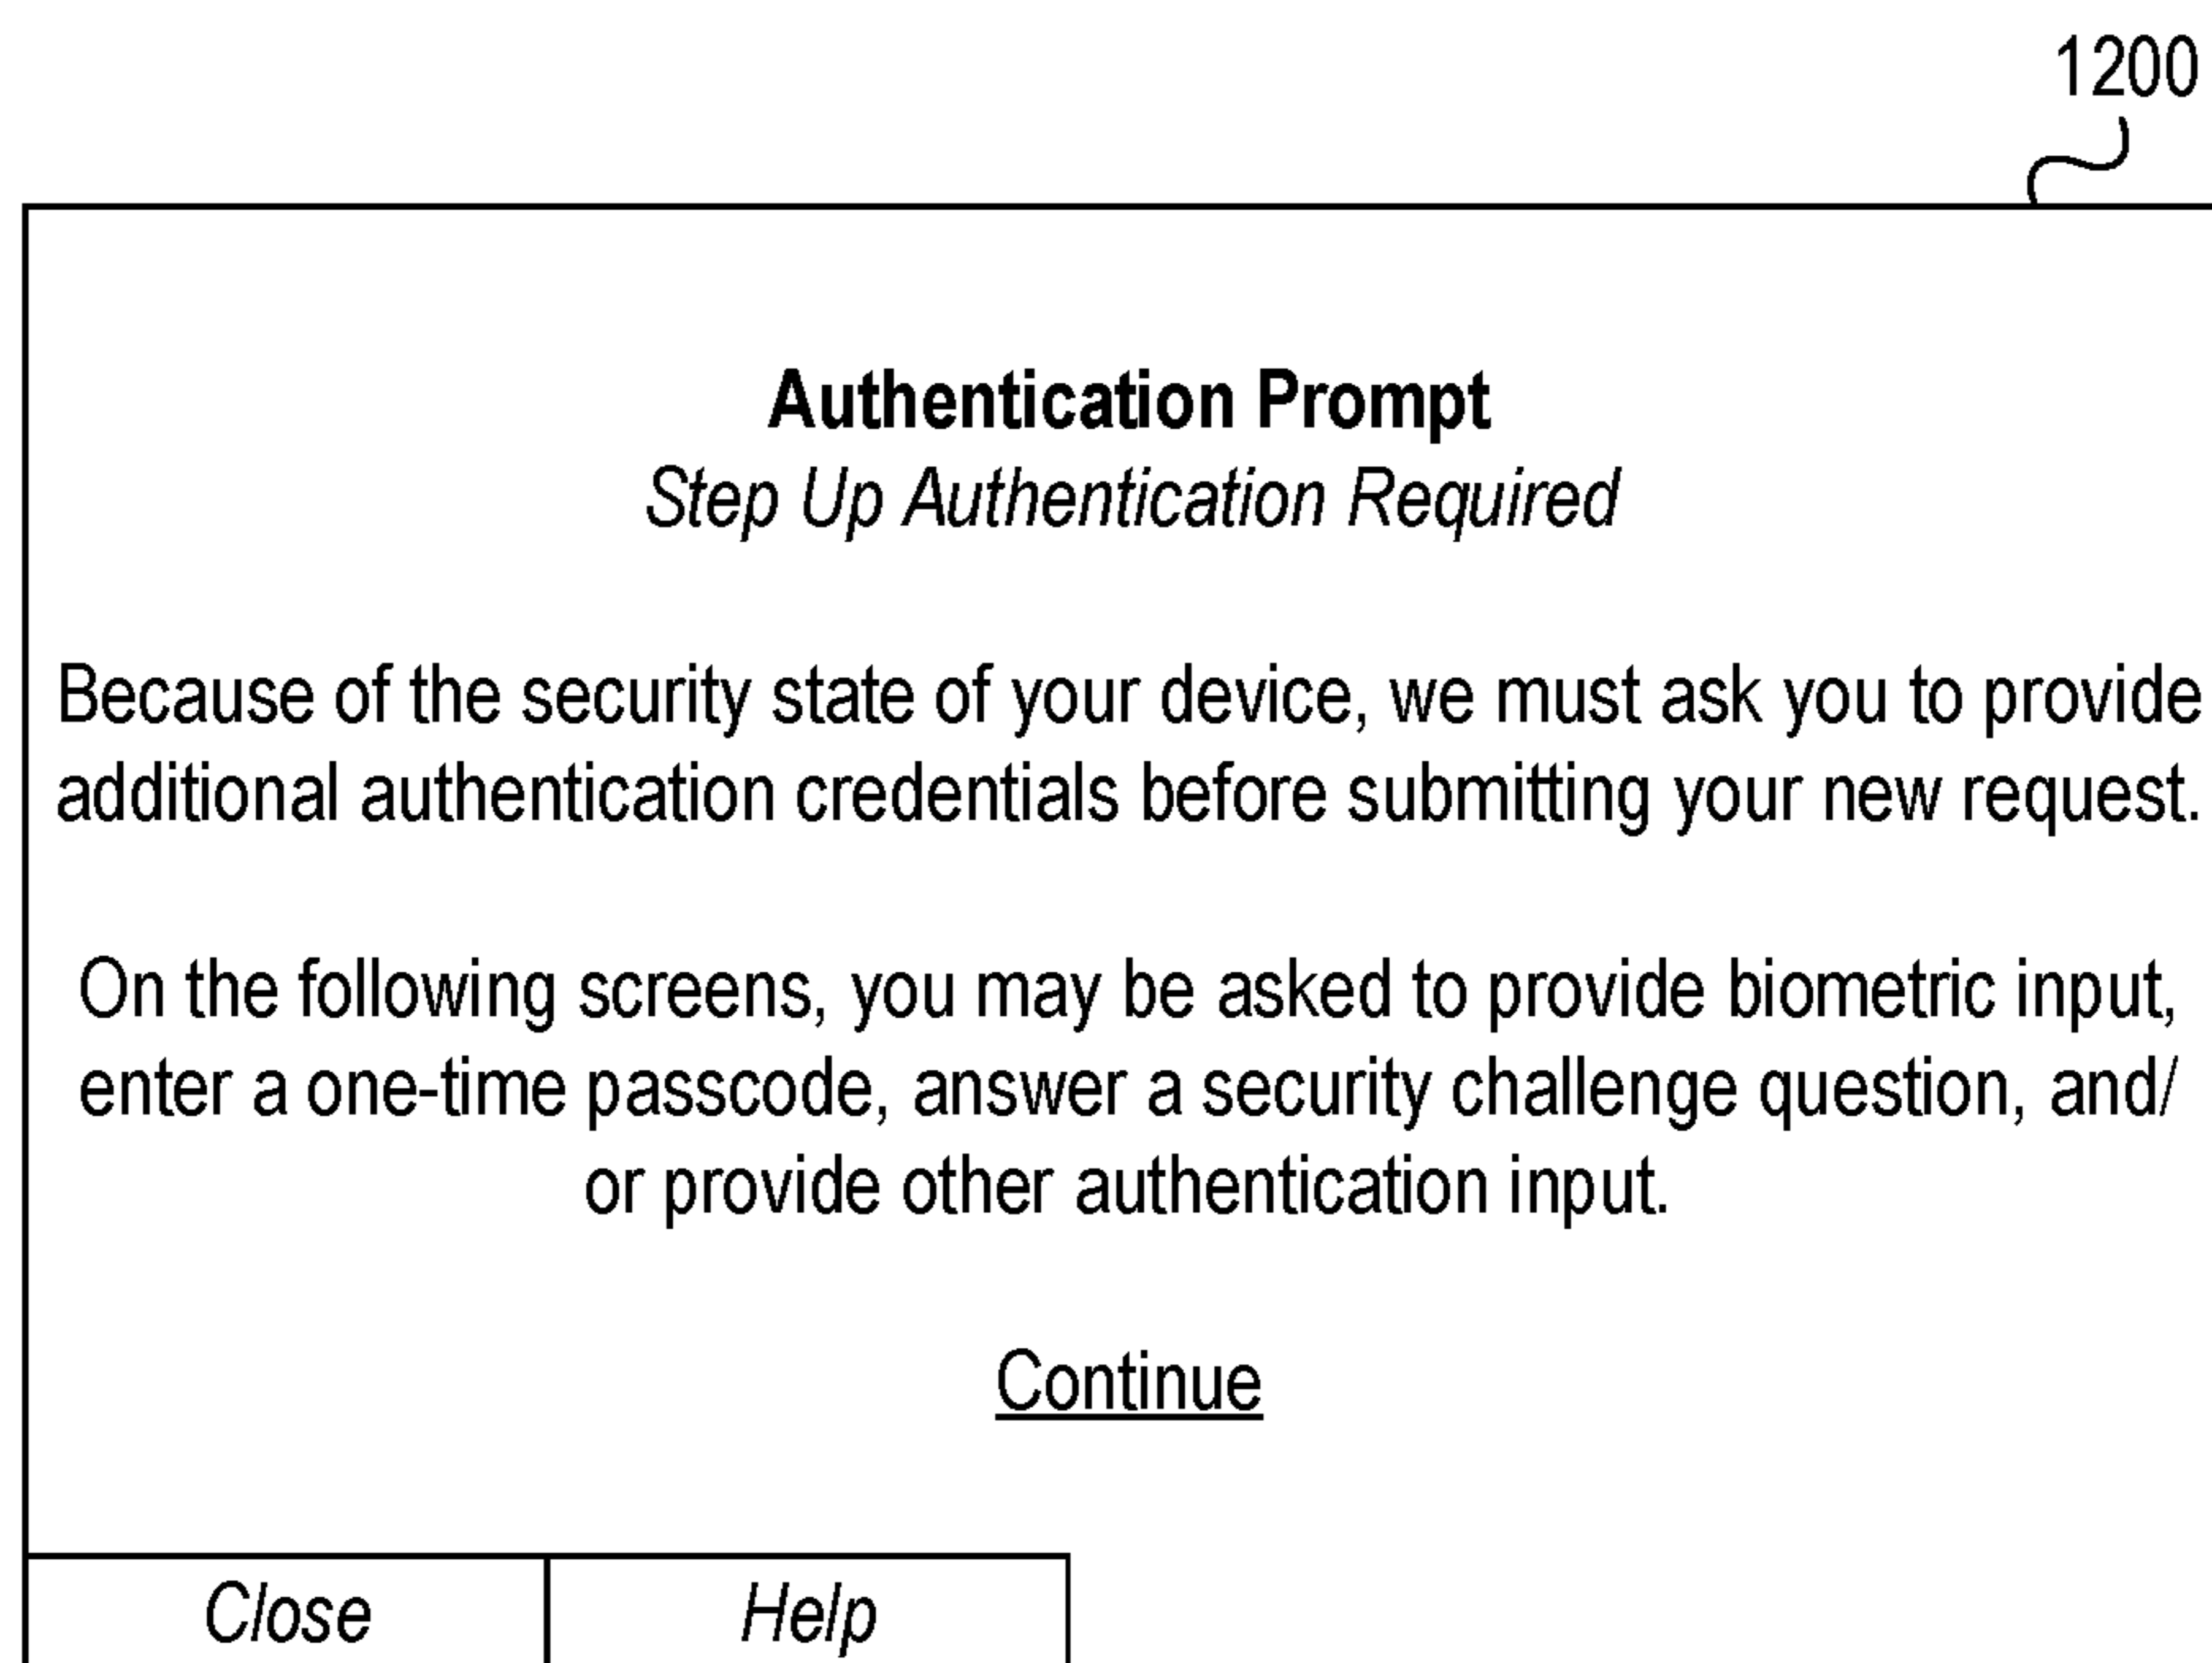 1200
Authentication Prompt
Step Up Authentication Required
Because of the security state of your device, we must ask you to provide
additional authentication credentials before submitting your new request.
On the following screens, you may be asked to provide biometric input,
enter a one-time passcode, answer a security challenge question, and/
or provide other authentication input.
Continue
Close Help